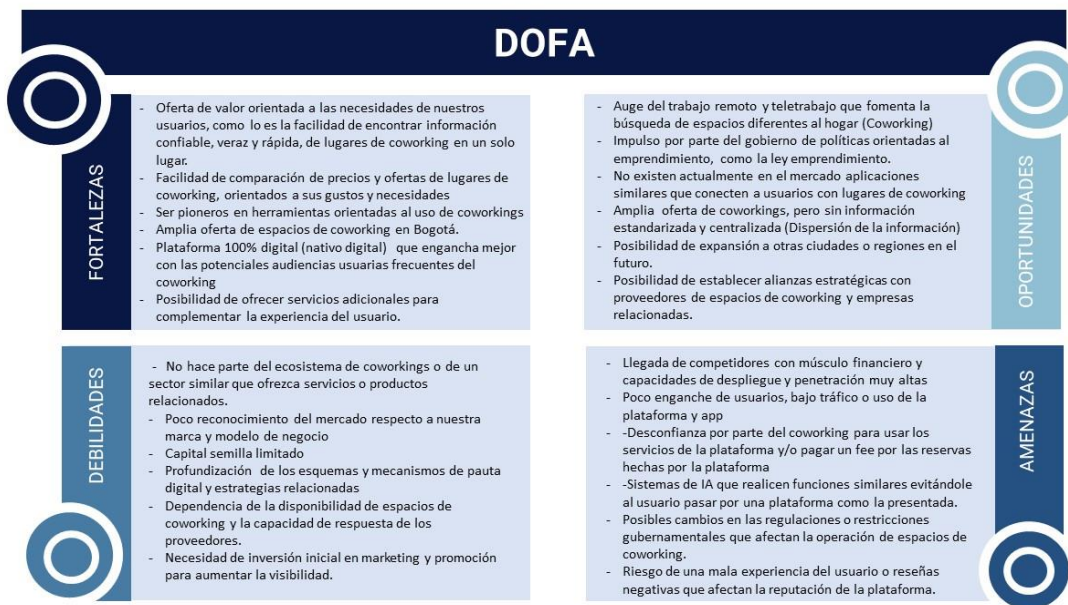 DOFA
FORTALEZAS
- Oferta de valor orientada a las necesidades de nuestros
usuarios, como lo es la facilidad de encontrar información
confiable, veraz y rápida, de lugares de coworking en un solo
lugar.
- Facilidad de comparación de precios y ofertas de lugares de
coworking, orientados a sus gustos y necesidades
- Ser pioneros en herramientas orientadas al uso de coworkings
- Amplia oferta de espacios de coworking en Bogotá.
- Plataforma 100% digital (nativo digital) que engancha mejor
con las potenciales audiencias usuarias frecuentes del
coworking
- Posibilidad de ofrecer servicios adicionales para
complementar la experiencia del usuario.
OPORTUNIDADES
- Auge del trabajo remoto y teletrabajo que fomenta la
búsqueda de espacios diferentes al hogar (Coworking)
- Impulso por parte del gobierno de políticas orientadas al
emprendimiento, como la ley emprendimiento.
- No existen actualmente en el mercado aplicaciones
similares que conecten a usuarios con lugares de coworking
- Amplia oferta de coworkings, pero sin información
estandarizada y centralizada (Dispersión de la información)
- Posibilidad de expansión a otras ciudades o regiones en el
futuro.
- Posibilidad de establecer alianzas estratégicas con
proveedores de espacios de coworking y empresas
relacionadas.
DEBILIDADES
- No hace parte del ecosistema de coworkings o de un
sector similar que ofrezca servicios o productos
relacionados.
- Poco reconocimiento del mercado respecto a nuestra
marca y modelo de negocio
- Capital semilla limitado
- Profundización de los esquemas y mecanismos de pauta
digital y estrategias relacionadas
- Dependencia de la disponibilidad de espacios de
coworking y la capacidad de respuesta de los
proveedores.
- Necesidad de inversión inicial en marketing y promoción
para aumentar la visibilidad.
AMENAZAS
- Llegada de competidores con músculo financiero y
capacidades de despliegue y penetración muy altas
- Poco enganche de usuarios, bajo tráfico o uso de la
plataforma y app
- -Desconfianza por parte del coworking para usar los
servicios de la plataforma y/o pagar un fee por las reservas
hechas por la plataforma
- -Sistemas de IA que realicen funciones similares evitándole
al usuario pasar por una plataforma como la presentada.
- Posibles cambios en las regulaciones o restricciones
gubernamentales que afectan la operación de espacios de
coworking.
- Riesgo de una mala experiencia del usuario o reseñas
negativas que afectan la reputación de la plataforma.